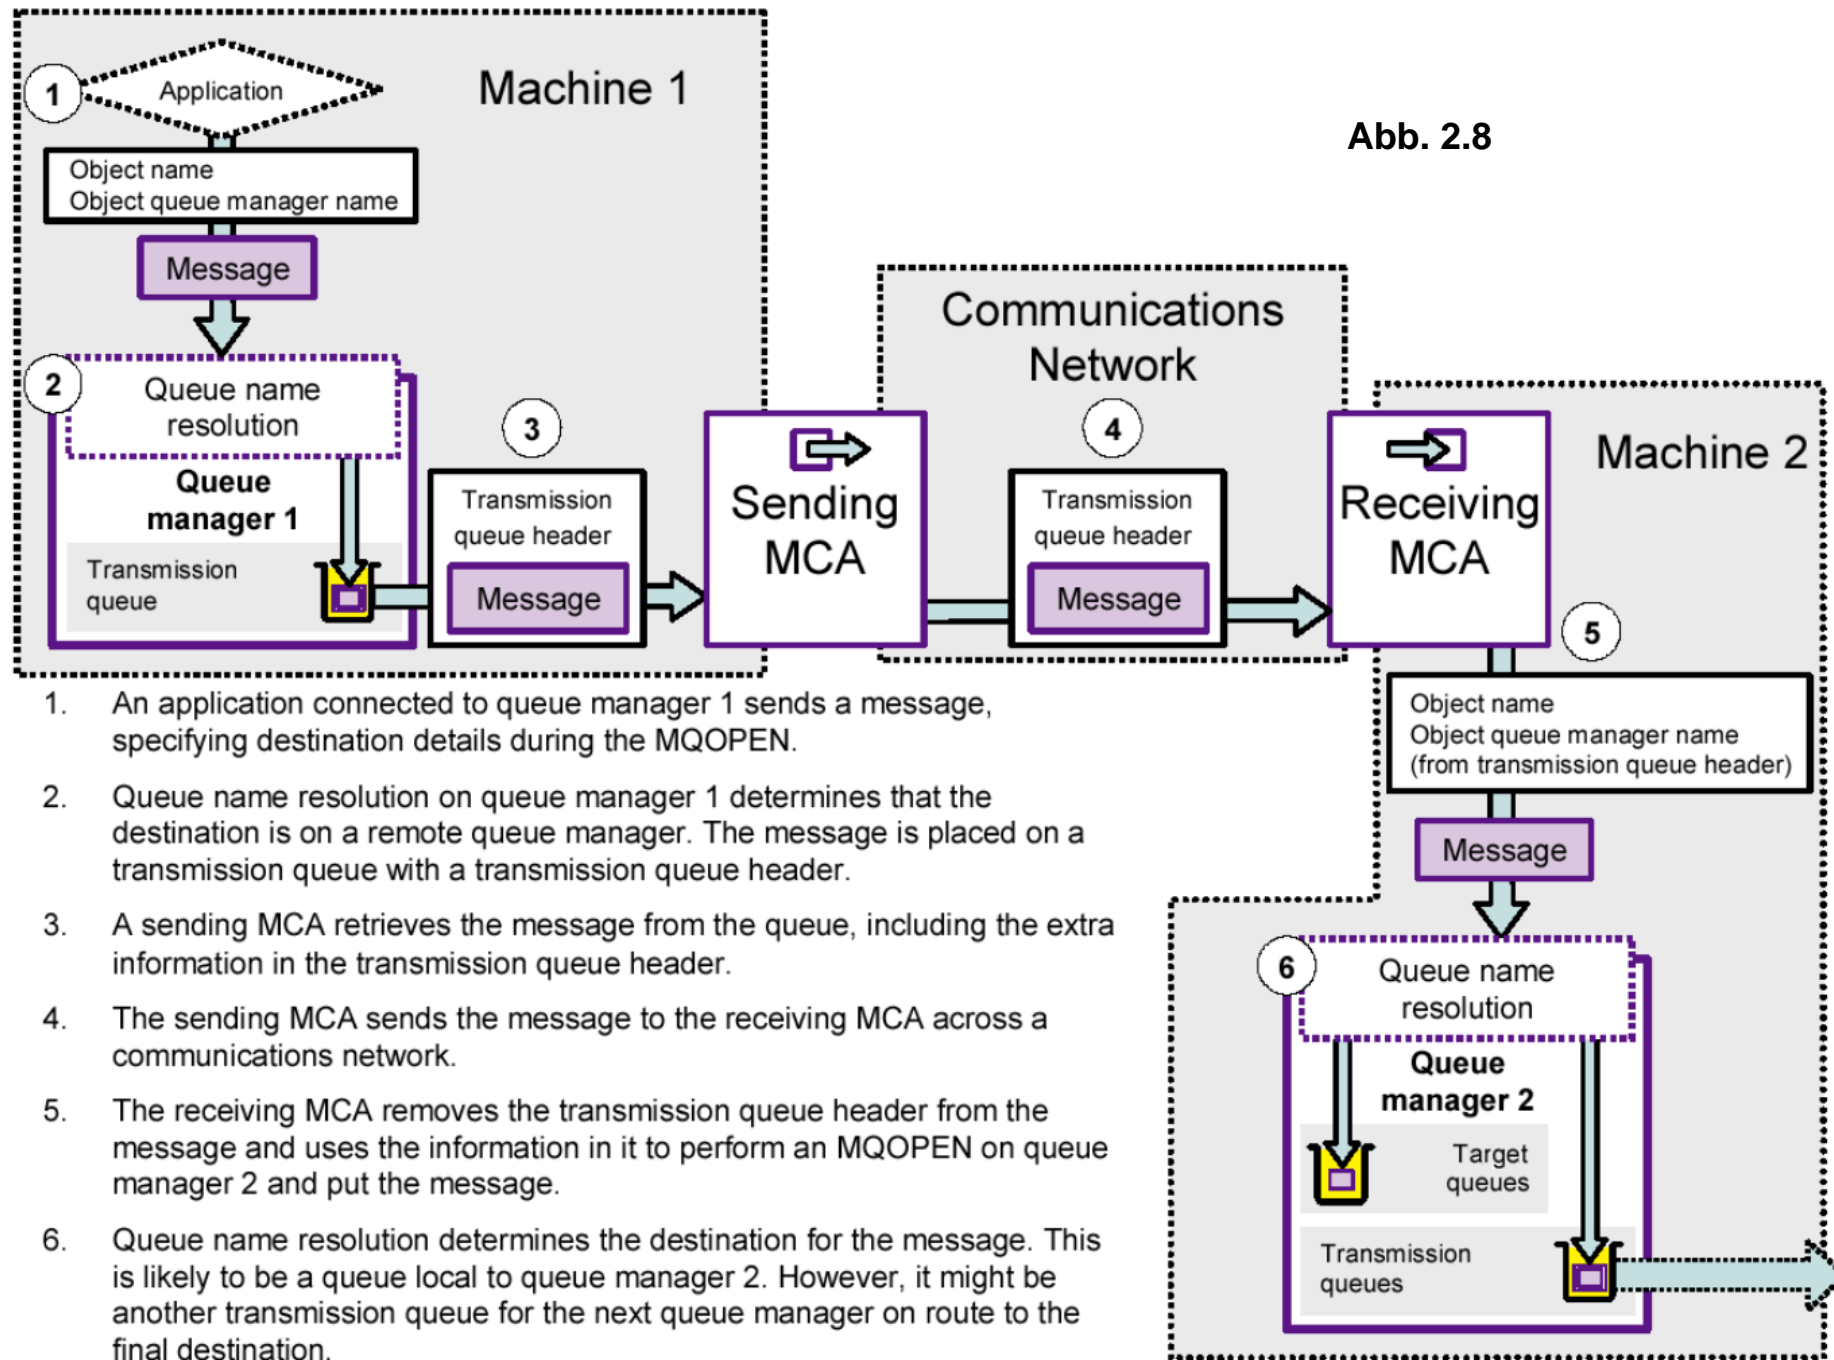 1
Application
Machine 1
Abb. 2.8
Object name
Object queue manager name
Message
2
Queue name
resolution
Queue
manager 1
Transmission
queue
3
Transmission
queue header
Message
Sending
MCA
Communications
Network
4
Transmission
queue header
Message
Receiving
MCA
Machine 2
5
Object name
Object queue manager name
(from transmission queue header)
Message
6
Queue name
resolution
Queue
manager 2
Target
queues
Transmission
queues
1. An application connected to queue manager 1 sends a message,
specifying destination details during the MQOPEN.
2. Queue name resolution on queue manager 1 determines that the
destination is on a remote queue manager. The message is placed on a
transmission queue with a transmission queue header.
3. A sending MCA retrieves the message from the queue, including the extra
information in the transmission queue header.
4. The sending MCA sends the message to the receiving MCA across a
communications network.
5. The receiving MCA removes the transmission queue header from the
message and uses the information in it to perform an MQOPEN on queue
manager 2 and put the message.
6. Queue name resolution determines the destination for the message. This
is likely to be a queue local to queue manager 2. However, it might be
another transmission queue for the next queue manager on route to the
final destination.